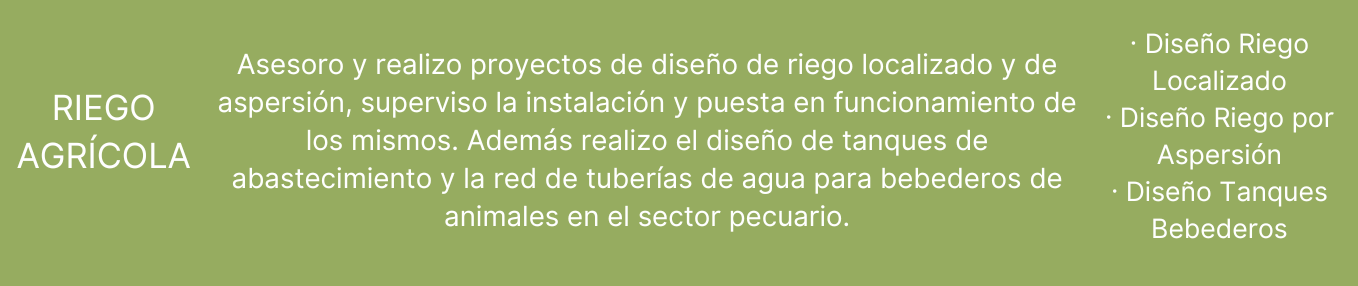 RIEGO
AGRÍCOLA
Asesoro y realizo proyectos de diseño de riego localizado y de
aspersión, superviso la instalación y puesta en funcionamiento de
los mismos. Además realizo el diseño de tanques de
abastecimiento y la red de tuberías de agua para bebederos de
animales en el sector pecuario.
· Diseño Riego
Localizado
· Diseño Riego por
Aspersión
· Diseño Tanques
Bebederos